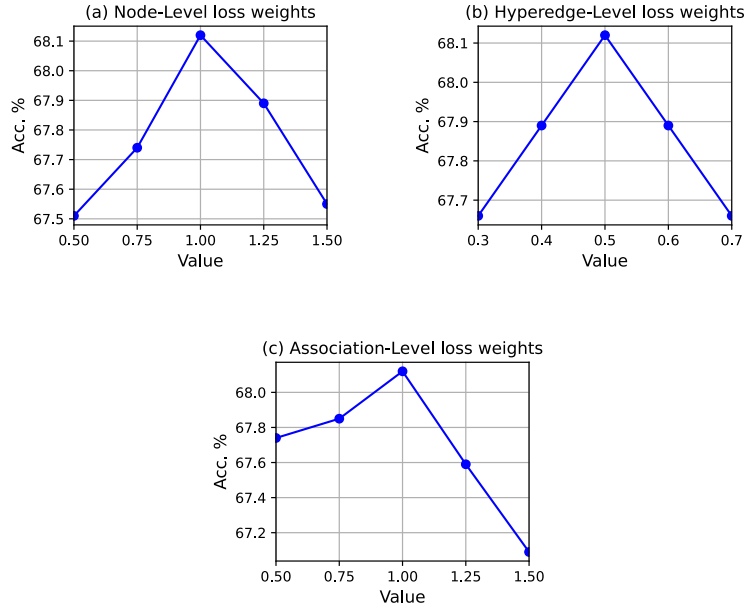 (a) Node-Level loss weights
68.1
68.0
67.9
67.8
67.7
67.6
67.5
Acc. %
0.50 0.75 1.00 1.25 1.50
Value
(b) Hyperedge-Level loss weights
68.1
68.0
67.9
67.8
67.7
Acc. %
0.3 0.4 0.5 0.6 0.7
Value
(c) Association-Level loss weights
68.0
67.8
67.6
67.4
67.2
Acc. %
0.50 0.75 1.00 1.25 1.50
Value